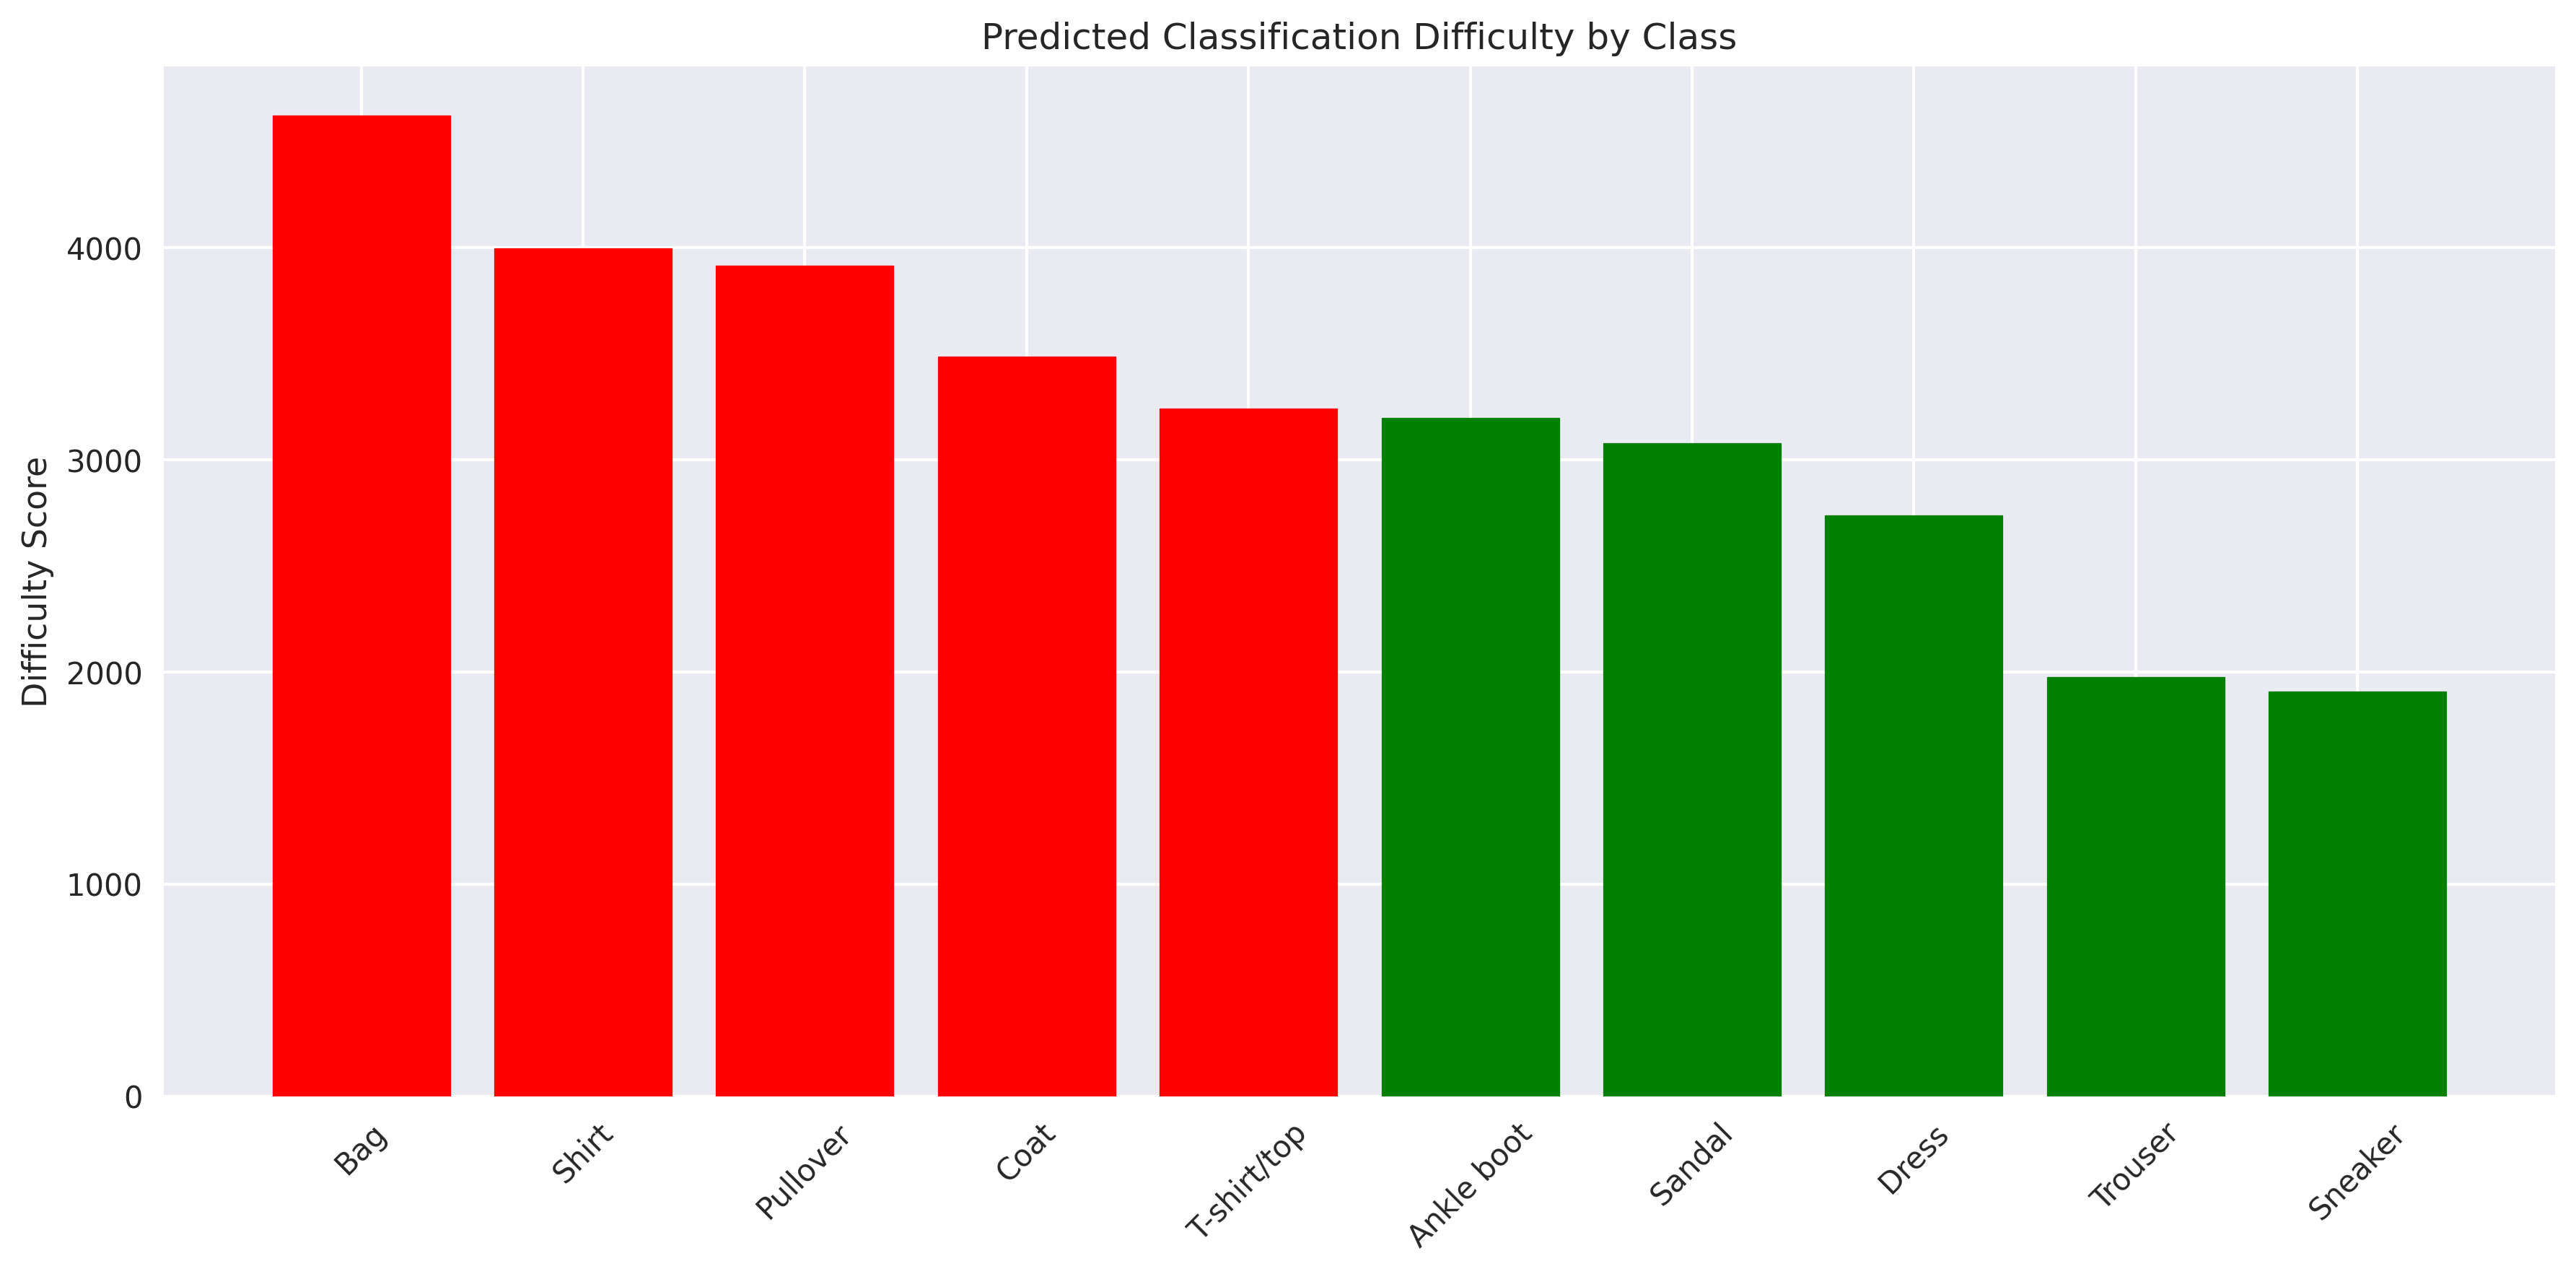 Predicted Classification Difficulty by Class
Difficulty Score
4000
3000
2000
1000
0
Bag
Shirt
Pullover
Coat
T-shirt/top
Ankle boot
Sandal
Dress
Trouser
Sneaker